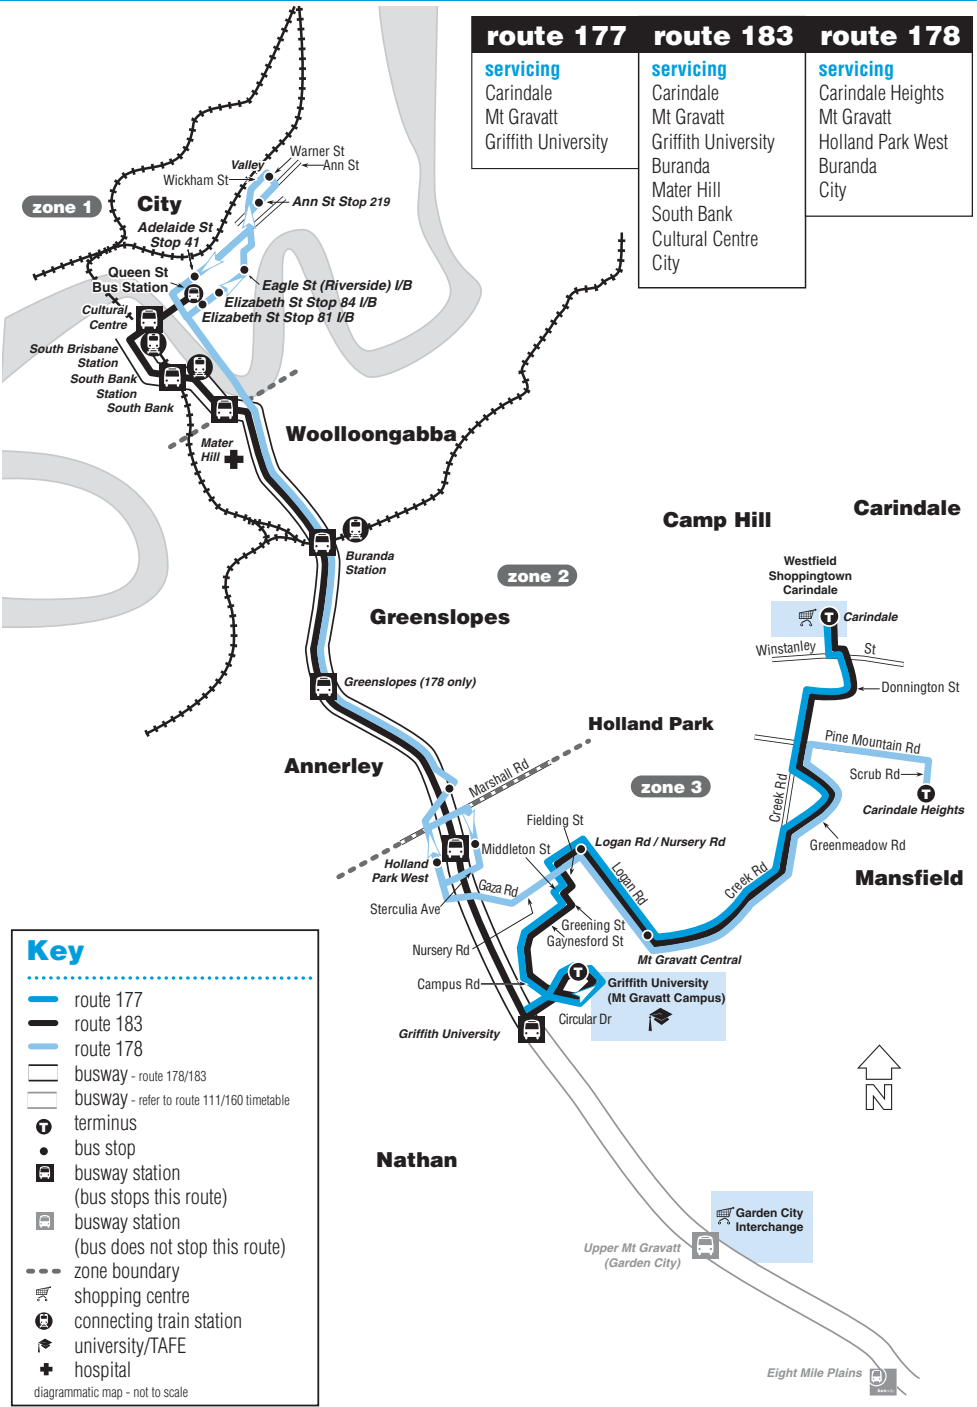 route 177
servicing
Carindale
Mt Gravatt
Griffith University
route 183
servicing
Carindale
Mt Gravatt
Griffith University
Buranda
Mater Hill
South Bank
Cultural Centre
City
route 178
servicing
Carindale Heights
Mt Gravatt
Holland Park West
Buranda
City
Warner St
Valley
Ann St
Wickham St
zone 1
City
Ann St Stop 219
Adelaide St
Stop 41
Queen St
Bus Station
Eagle St (Riverside) I/B
Elizabeth St Stop 84 I/B
Elizabeth St Stop 81 I/B
Cultural
Centre
South Brisbane
Station
South Bank
Station
South Bank
Mater
Hill
Woolloongabba
Buranda
Station
zone 2
Camp Hill
Carindale
Westfield
Shoppingtown
Carindale
T
Carindale
Winstanley St
Donnington St
Greenslopes
Greenslopes (178 only)
Holland Park
Annerley
Marshall Rd
zone 3
Pine Mountain Rd
Scrub Rd
T
Carindale Heights
Creek Rd
Greenmeadow Rd
Fielding St
Middleton St
Logan Rd / Nursery Rd
Logan Rd
Creek Rd
Mansfield
Holland
Park West
Gaza Rd
Sterculia Ave
Greening St
Gaynesford St
Nursery Rd
Mt Gravatt Central
Campus Rd
T
Griffith University
(Mt Gravatt Campus)
Circular Dr
Griffith University
N
Nathan
Garden City
Interchange
Upper Mt Gravatt
(Garden City)
Eight Mile Plains
Key
route 177
route 183
route 178
busway - route 178/183
busway - refer to route 111/160 timetable
T
terminus
bus stop
busway station
(bus stops this route)
busway station
(bus does not stop this route)
zone boundary
shopping centre
connecting train station
university/TAFE
hospital
diagrammatic map - not to scale